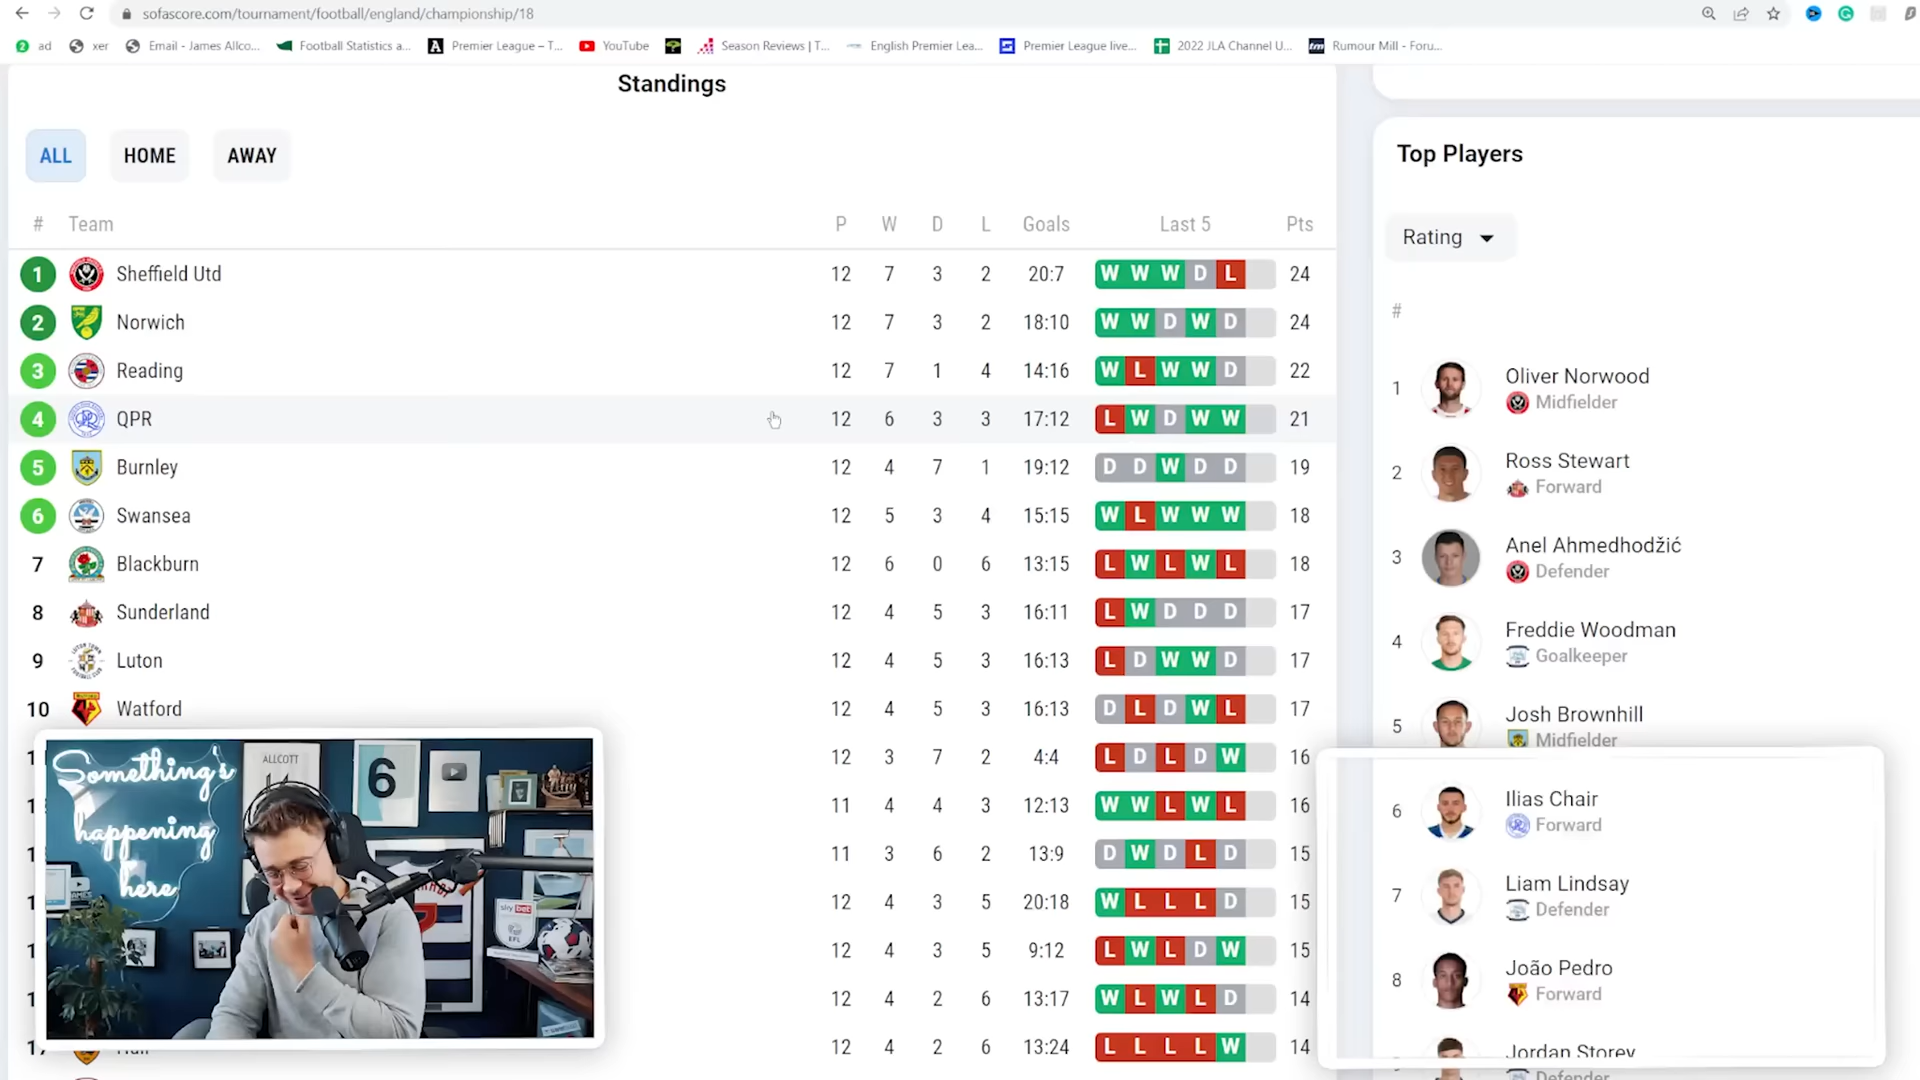 sofascore.com/tournament/football/england/championship/18
ad
xer
Email - James Allco...
Football Statistics a...
Premier League – T...
YouTube
Season Reviews | T...
English Premier Lea...
Premier League live...
2022 JLA Channel U...
Rumour Mill - Foru...
Standings
ALL HOME AWAY
# Team P W D L Goals Last 5 Pts
1 Sheffield Utd 12 7 3 2 20:7 W W W D L 24
2 Norwich 12 7 3 2 18:10 W W D W D 24
3 Reading 12 7 1 4 14:16 W L W W D 22
4 QPR 12 6 3 3 17:12 L W D W W 21
5 Burnley 12 4 7 1 19:12 D D W D D 19
6 Swansea 12 5 3 4 15:15 W L W W W 18
7 Blackburn 12 6 0 6 13:15 L W L W L 18
8 Sunderland 12 4 5 3 16:11 L W D D D 17
9 Luton 12 4 5 3 16:13 L D W W D 17
10 Watford 12 4 5 3 16:13 D L D W L 17
12 3 7 2 4:4 L D L D W 16
11 4 4 3 12:13 W W L W L 16
11 3 6 2 13:9 D W D L D 15
12 4 3 5 20:18 W L L L D 15
12 4 3 5 9:12 L W L D W 15
12 4 2 6 13:17 W L W L D 14
12 4 2 6 13:24 L L L L W 14
Top Players
Rating
#
1 Oliver Norwood
Midfielder
2 Ross Stewart
Forward
3 Anel Ahmedhodžić
Defender
4 Freddie Woodman
Goalkeeper
5 Josh Brownhill
Midfielder
6 Ilias Chair
Forward
7 Liam Lindsay
Defender
8 João Pedro
Forward
Jordan Storey
Defender
Something's
happening
here
ALLCOTT
6
sky bet
EFL